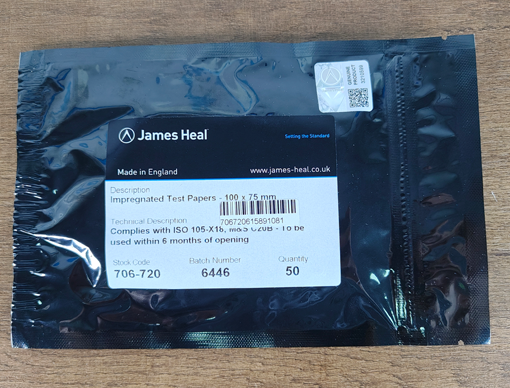 GENUINE
PRODUCT
James Heal
Setting the Standard
Made in England
www.james-heal.co.uk
Description
Impregnated Test Papers - 100 x 75 mm
Technical Description
706720615891081
Complies with ISO 105-X18, M&S C20B - To be
used within 6 months of opening
Stock Code
Batch Number
Quantity
706-720
6446
50